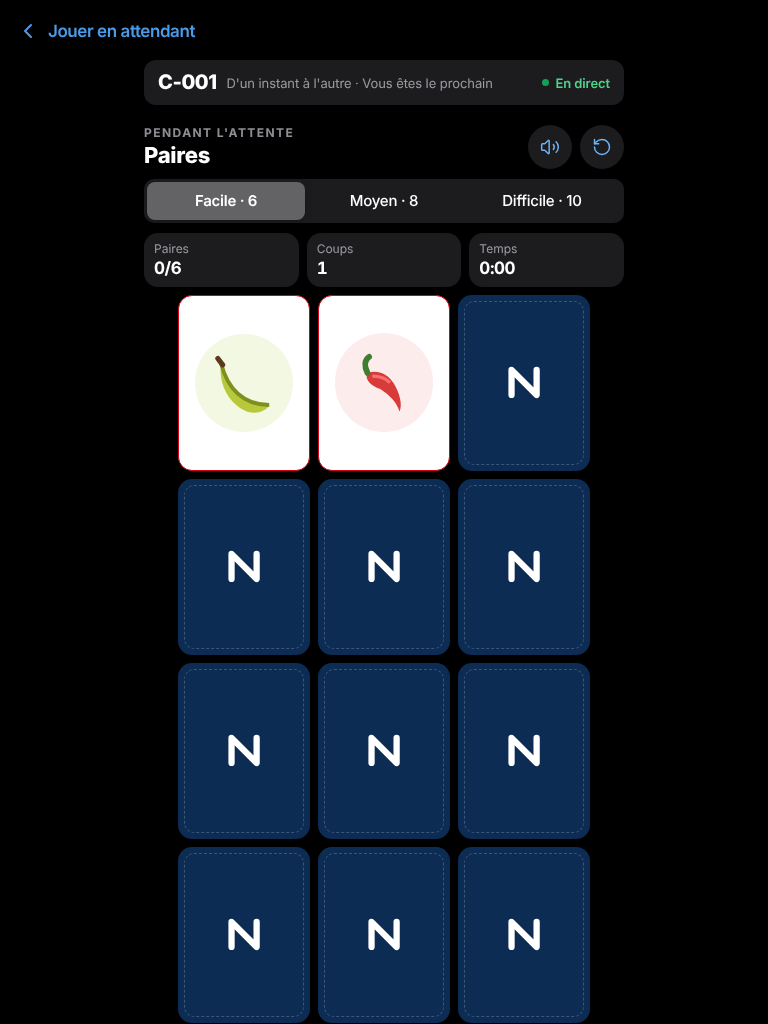 Jouer en attendant
C-001 D'un instant à l'autre · Vous êtes le prochain En direct
PENDANT L'ATTENTE
Paires
Facile · 6 Moyen · 8 Difficile · 10
Paires Coups Temps
0/6 1 0:00
N
N N N
N N N
N N N